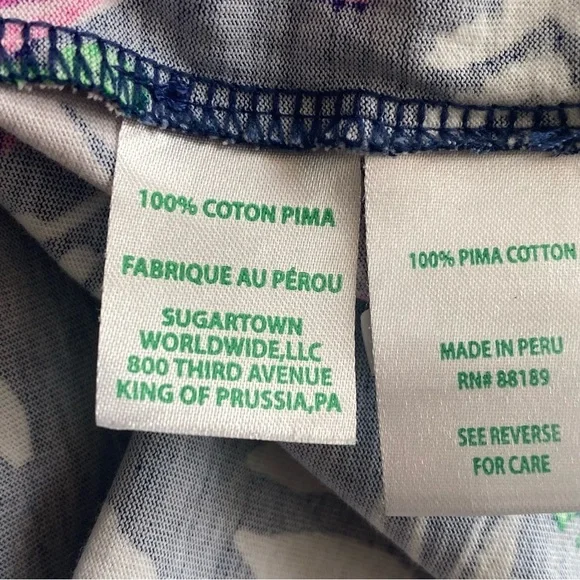 100% COTON PIMA
FABRIQUE AU PÉROU
SUGARTOWN
WORLDWIDE,LLC
800 THIRD AVENUE
KING OF PRUSSIA,PA
100% PIMA COTTON
MADE IN PERU
RN# 88189
SEE REVERSE
FOR CARE